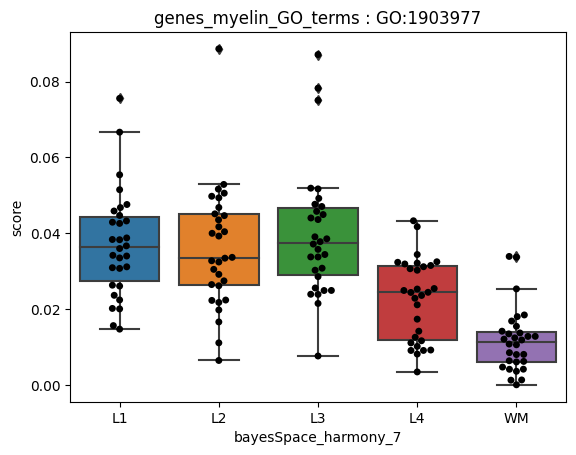 genes_myelin_GO_terms : GO:1903977
score
0.08
0.06
0.04
0.02
0.00
L1 L2 L3 L4 WM
bayesSpace_harmony_7